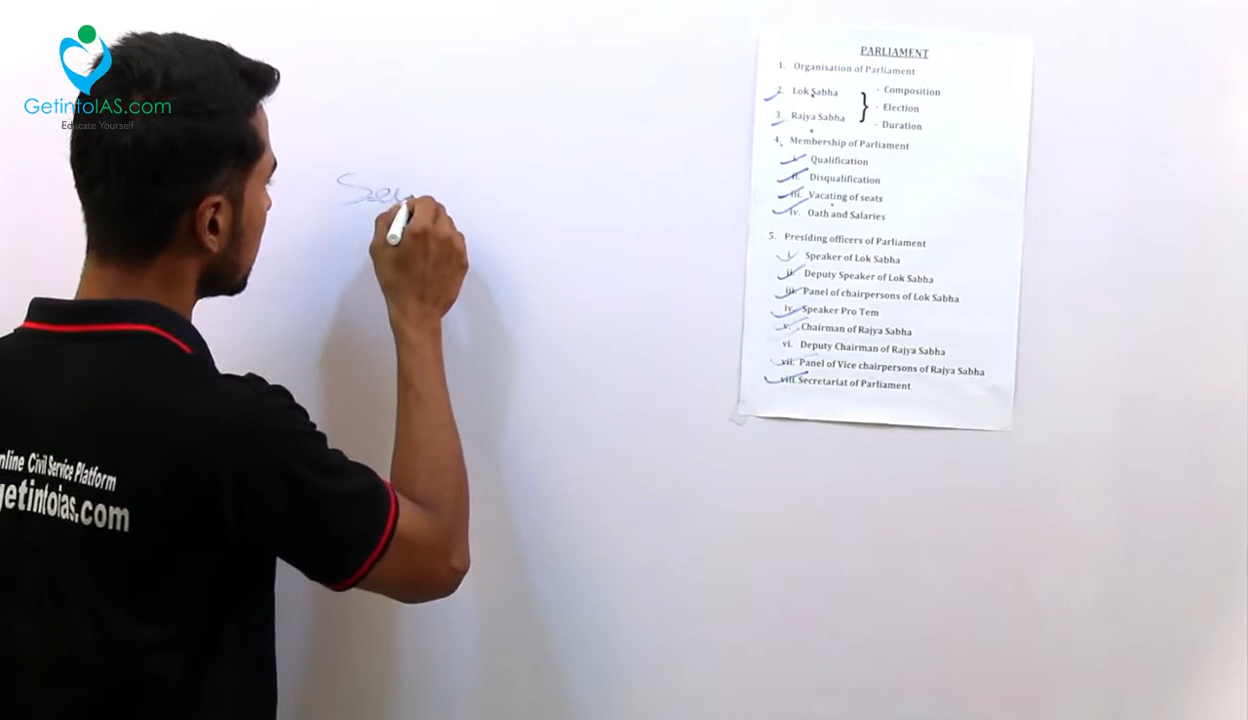 GetintoIAS.com
Educate Yourself
Se
nline Civil Service Platform
getintoias.com
PARLIAMENT
1. Organisation of Parliament
2. Lok Sabha
3. Rajya Sabha
} - Composition
- Election
- Duration
4. Membership of Parliament
i. Qualification
ii. Disqualification
iii. Vacating of seats
iv. Oath and Salaries
5. Presiding officers of Parliament
i. Speaker of Lok Sabha
ii. Deputy Speaker of Lok Sabha
iii. Panel of chairpersons of Lok Sabha
iv. Speaker Pro Tem
v. Chairman of Rajya Sabha
vi. Deputy Chairman of Rajya Sabha
vii. Panel of Vice chairpersons of Rajya Sabha
viii. Secretariat of Parliament